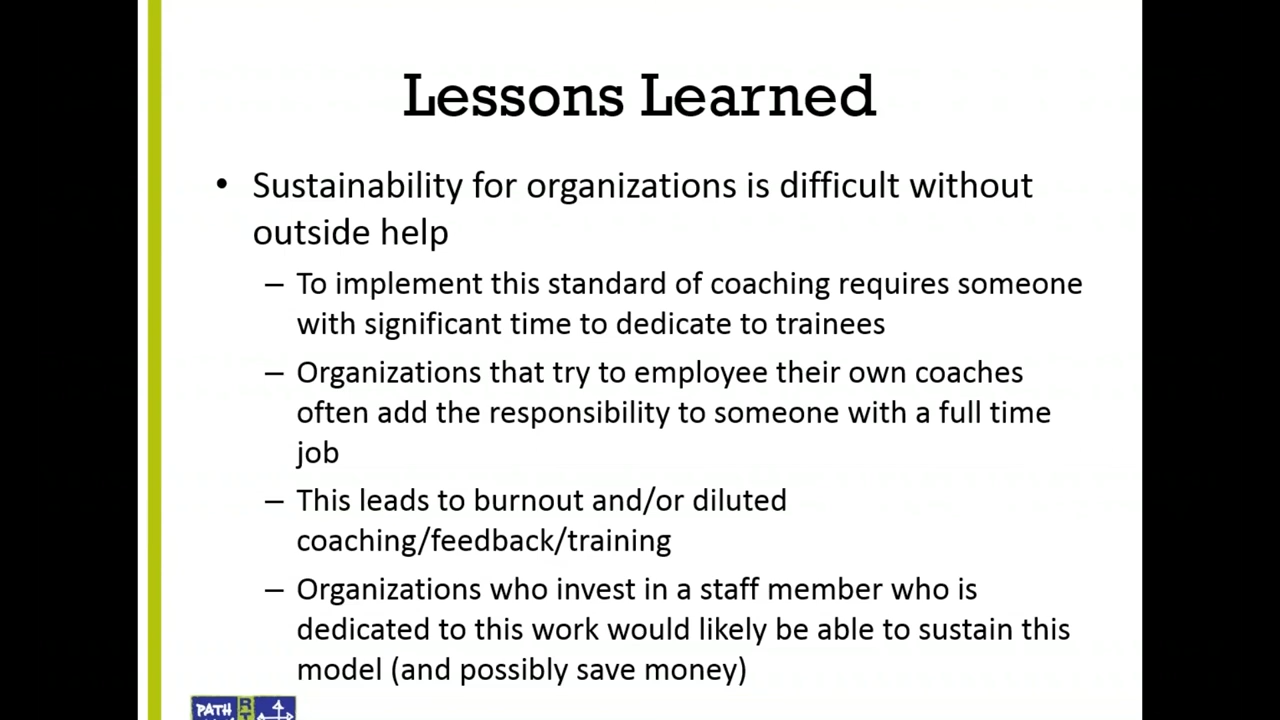 Lessons Learned
• Sustainability for organizations is difficult without
outside help
– To implement this standard of coaching requires someone
with significant time to dedicate to trainees
– Organizations that try to employee their own coaches
often add the responsibility to someone with a full time
job
– This leads to burnout and/or diluted
coaching/feedback/training
– Organizations who invest in a staff member who is
dedicated to this work would likely be able to sustain this
model (and possibly save money)
PATH